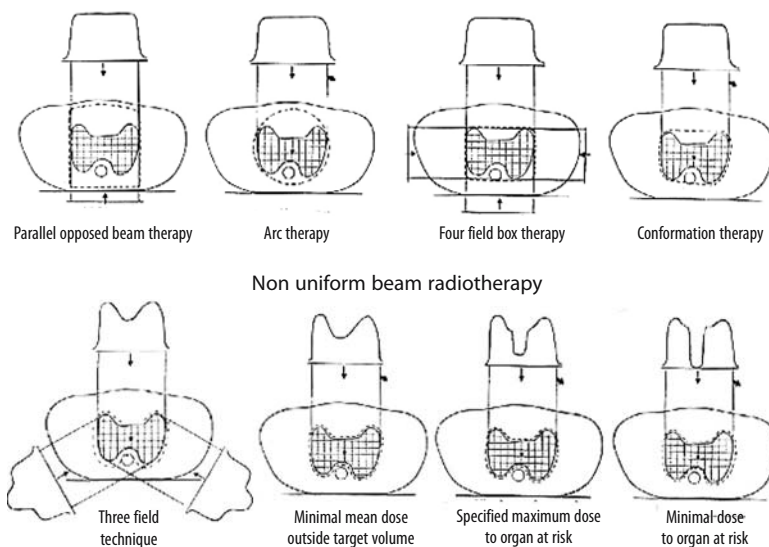 Parallel opposed beam therapy
Arc therapy
Four field box therapy
Conformation therapy
Non uniform beam radiotherapy
Three field
technique
Minimal mean dose
outside target volume
Specified maximum dose
to organ at risk
Minimal dose
to organ at risk